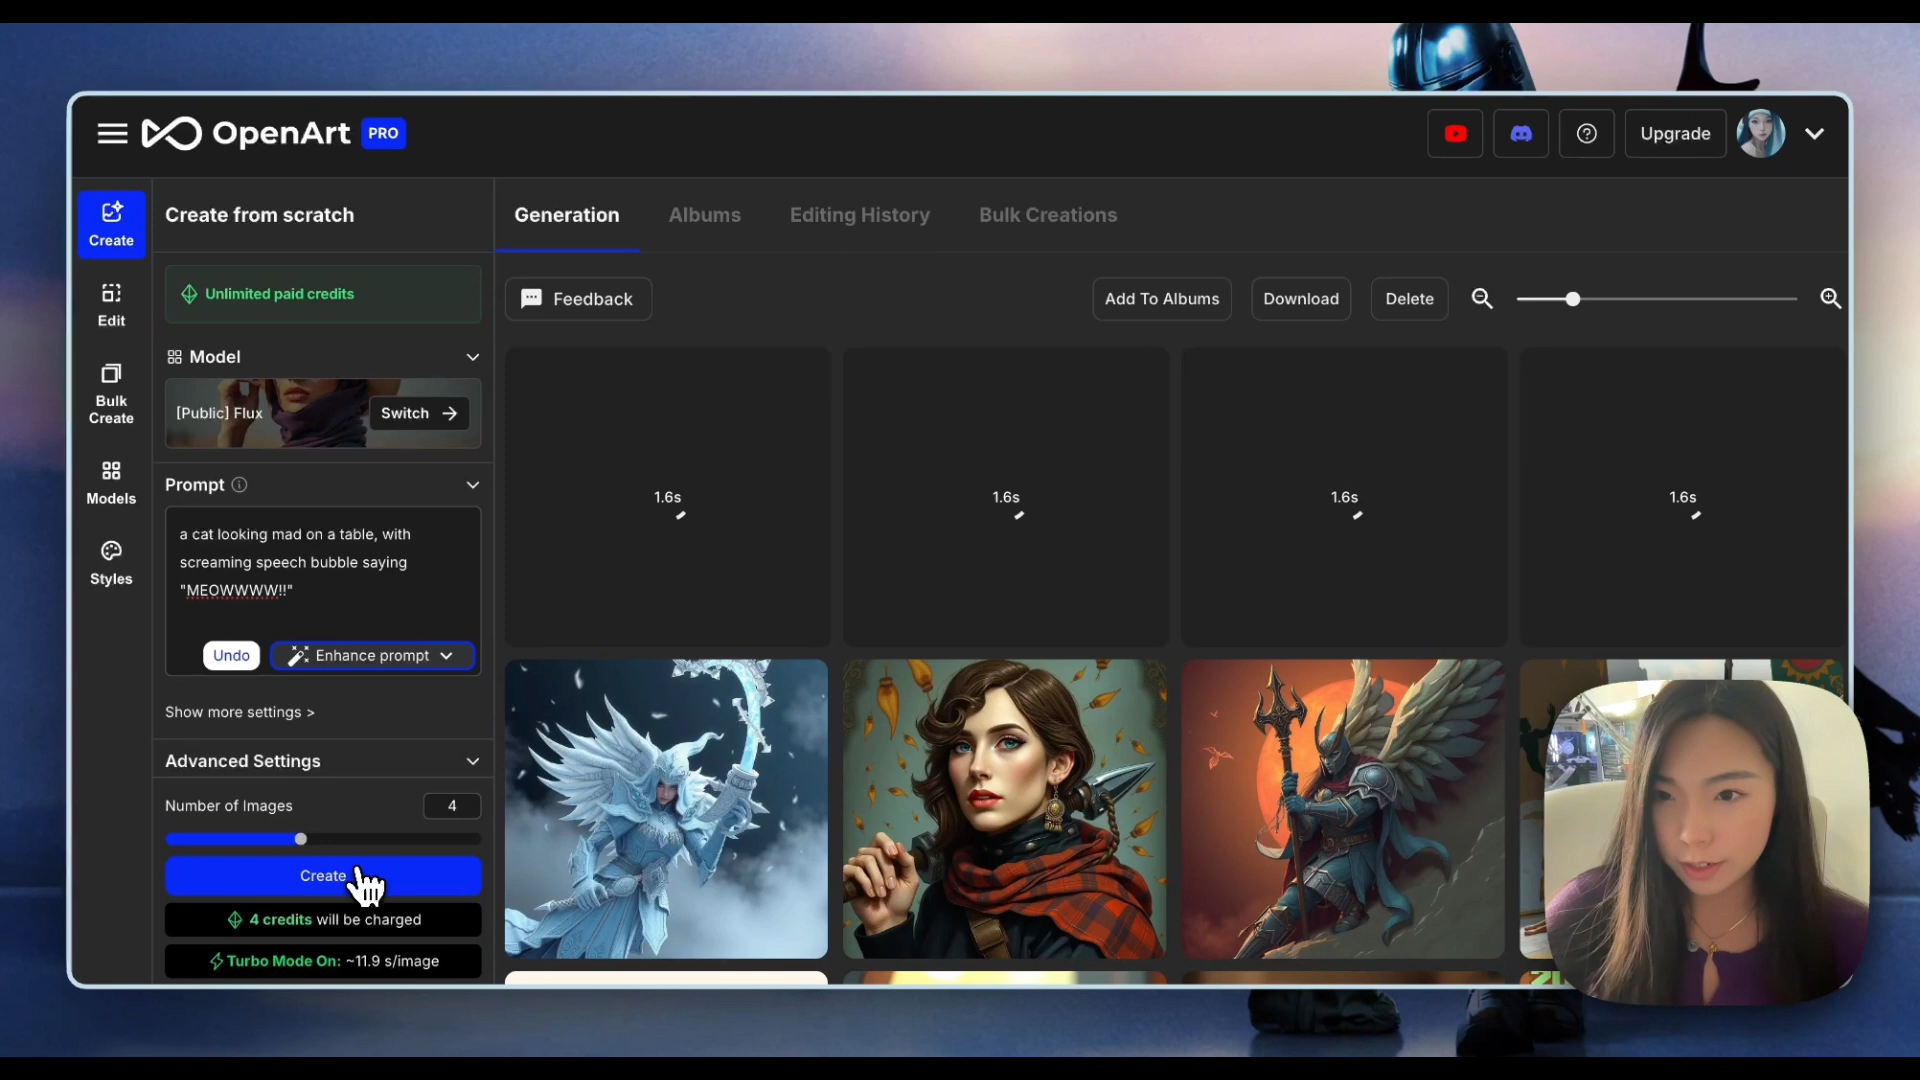 OpenArt PRO
Upgrade
Create
Edit
Bulk
Create
Models
Styles
Create from scratch
Unlimited paid credits
Model
[Public] Flux
Switch →
Prompt
a cat looking mad on a table, with
screaming speech bubble saying
"MEOWWWW!!"
Undo
Enhance prompt
Show more settings >
Advanced Settings
Number of Images 4
Create
4 credits will be charged
Turbo Mode On: ~11.9 s/image
Generation Albums Editing History Bulk Creations
Feedback
Add To Albums Download Delete
1.6s 1.6s 1.6s 1.6s